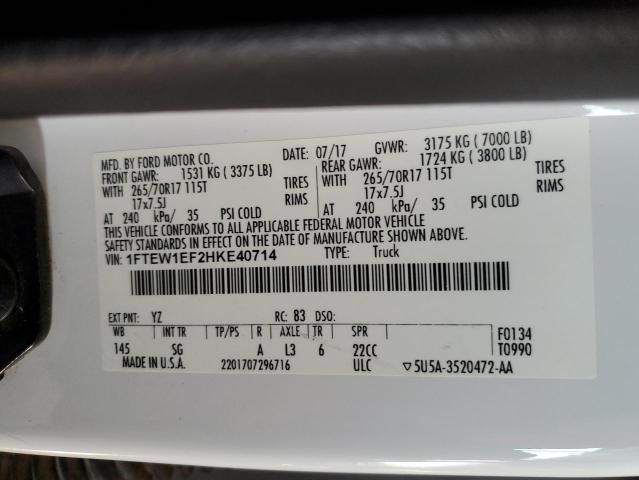 MFD. BY FORD MOTOR CO. DATE: 07/17 GVWR: 3175 KG ( 7000 LB)
FRONT GAWR: 1531 KG ( 3375 LB) REAR GAWR: 1724 KG ( 3800 LB)
WITH 265/70R17 115T TIRES WITH 265/70R17 115T TIRES
17x7.5J RIMS 17x7.5J RIMS
AT 240 kPa/ 35 PSI COLD AT 240 kPa/ 35 PSI COLD
THIS VEHICLE CONFORMS TO ALL APPLICABLE FEDERAL MOTOR VEHICLE
SAFETY STANDARDS IN EFFECT ON THE DATE OF MANUFACTURE SHOWN ABOVE.
VIN: 1FTEW1EF2HKE40714 TYPE: Truck
EXT PNT: YZ RC: 83 DSO:
WB INT TR TP/PS R AXLE TR SPR F0134
145 SG A L3 6 22CC T0990
MADE IN U.S.A. 2201707296716 ULC ▽5U5A-3520472-AA